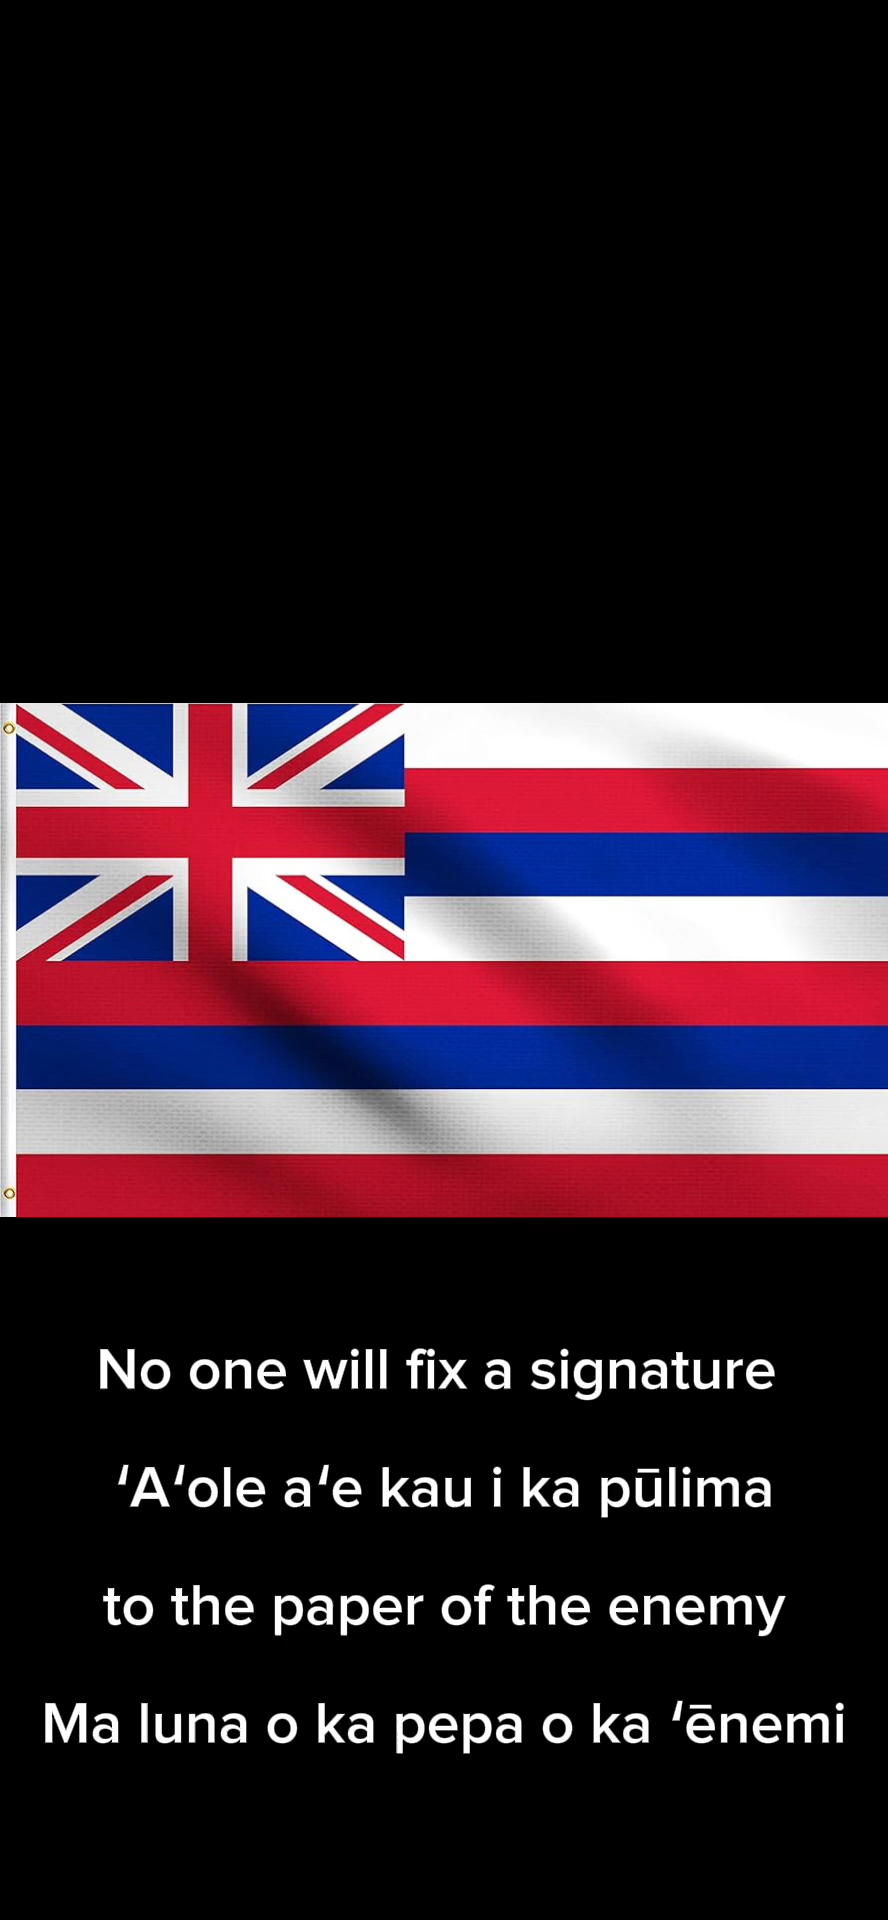 No one will fix a signature
ʻAʻole aʻe kau i ka pūlima
to the paper of the enemy
Ma luna o ka pepa o ka ʻēnemi